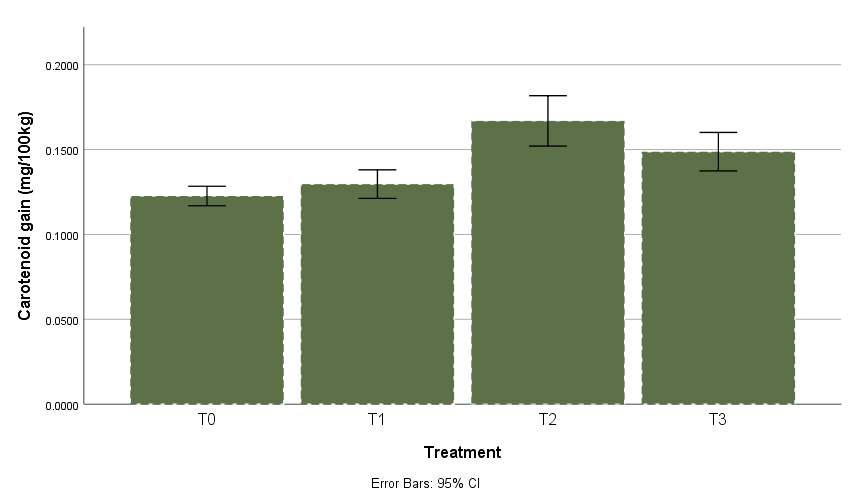 Carotenoid gain (mg/100kg)
0.2000
0.1500
0.1000
0.0500
0.0000
T0 T1 T2 T3
Treatment
Error Bars: 95% CI